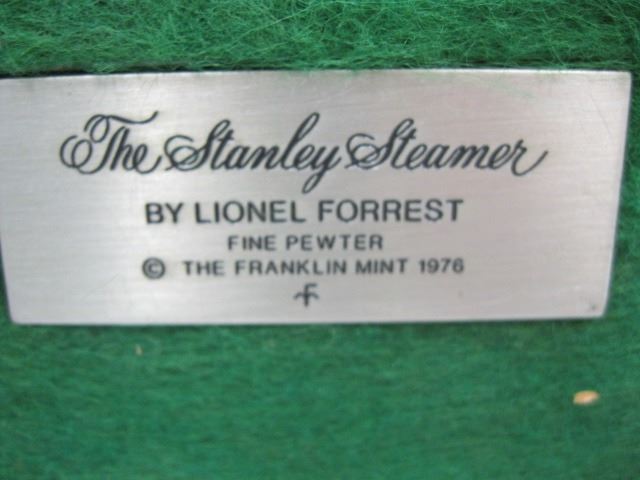 The Stanley Steamer
BY LIONEL FORREST
FINE PEWTER
© THE FRANKLIN MINT 1976